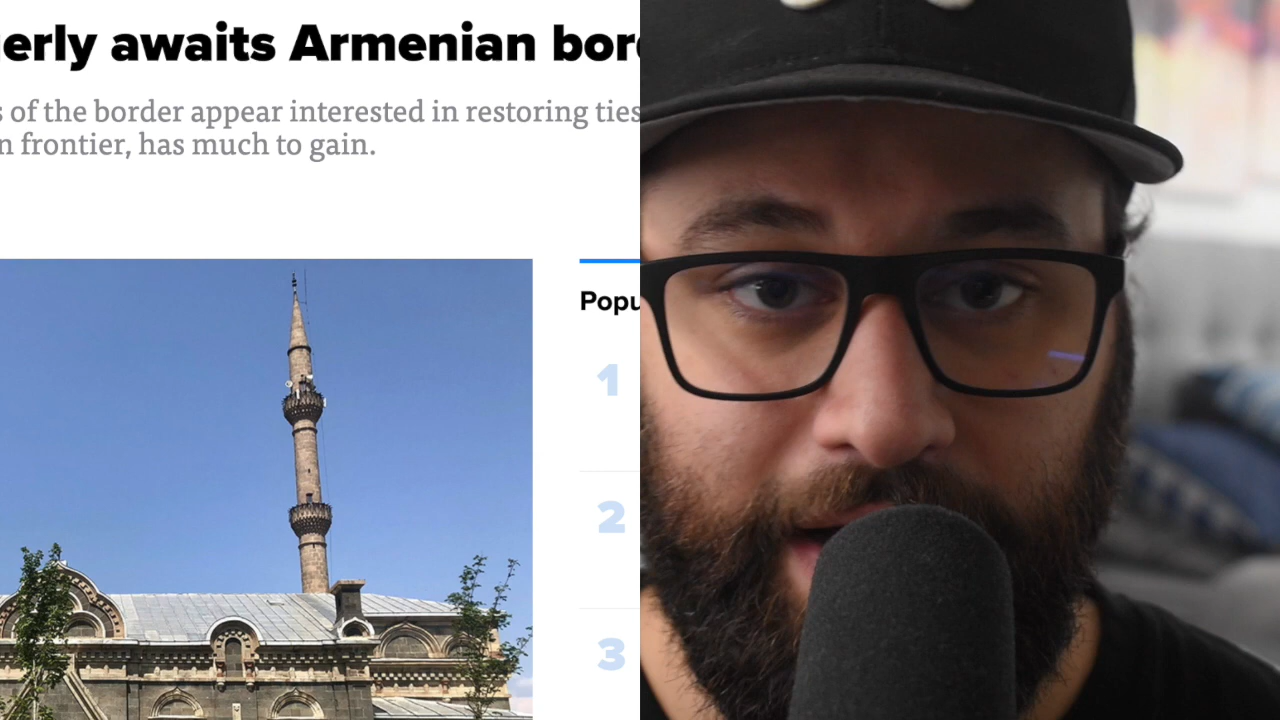 erly awaits Armenian bor
s of the border appear interested in restoring ties
n frontier, has much to gain.
Popu
1
2
3